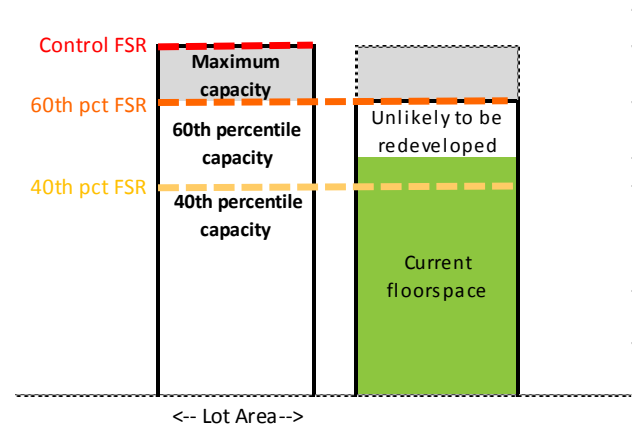 Control FSR
Maximum
capacity
60th pct FSR
60th percentile
capacity
Unlikely to be
redeveloped
40th pct FSR
40th percentile
capacity
Current
floorspace
<-- Lot Area-->